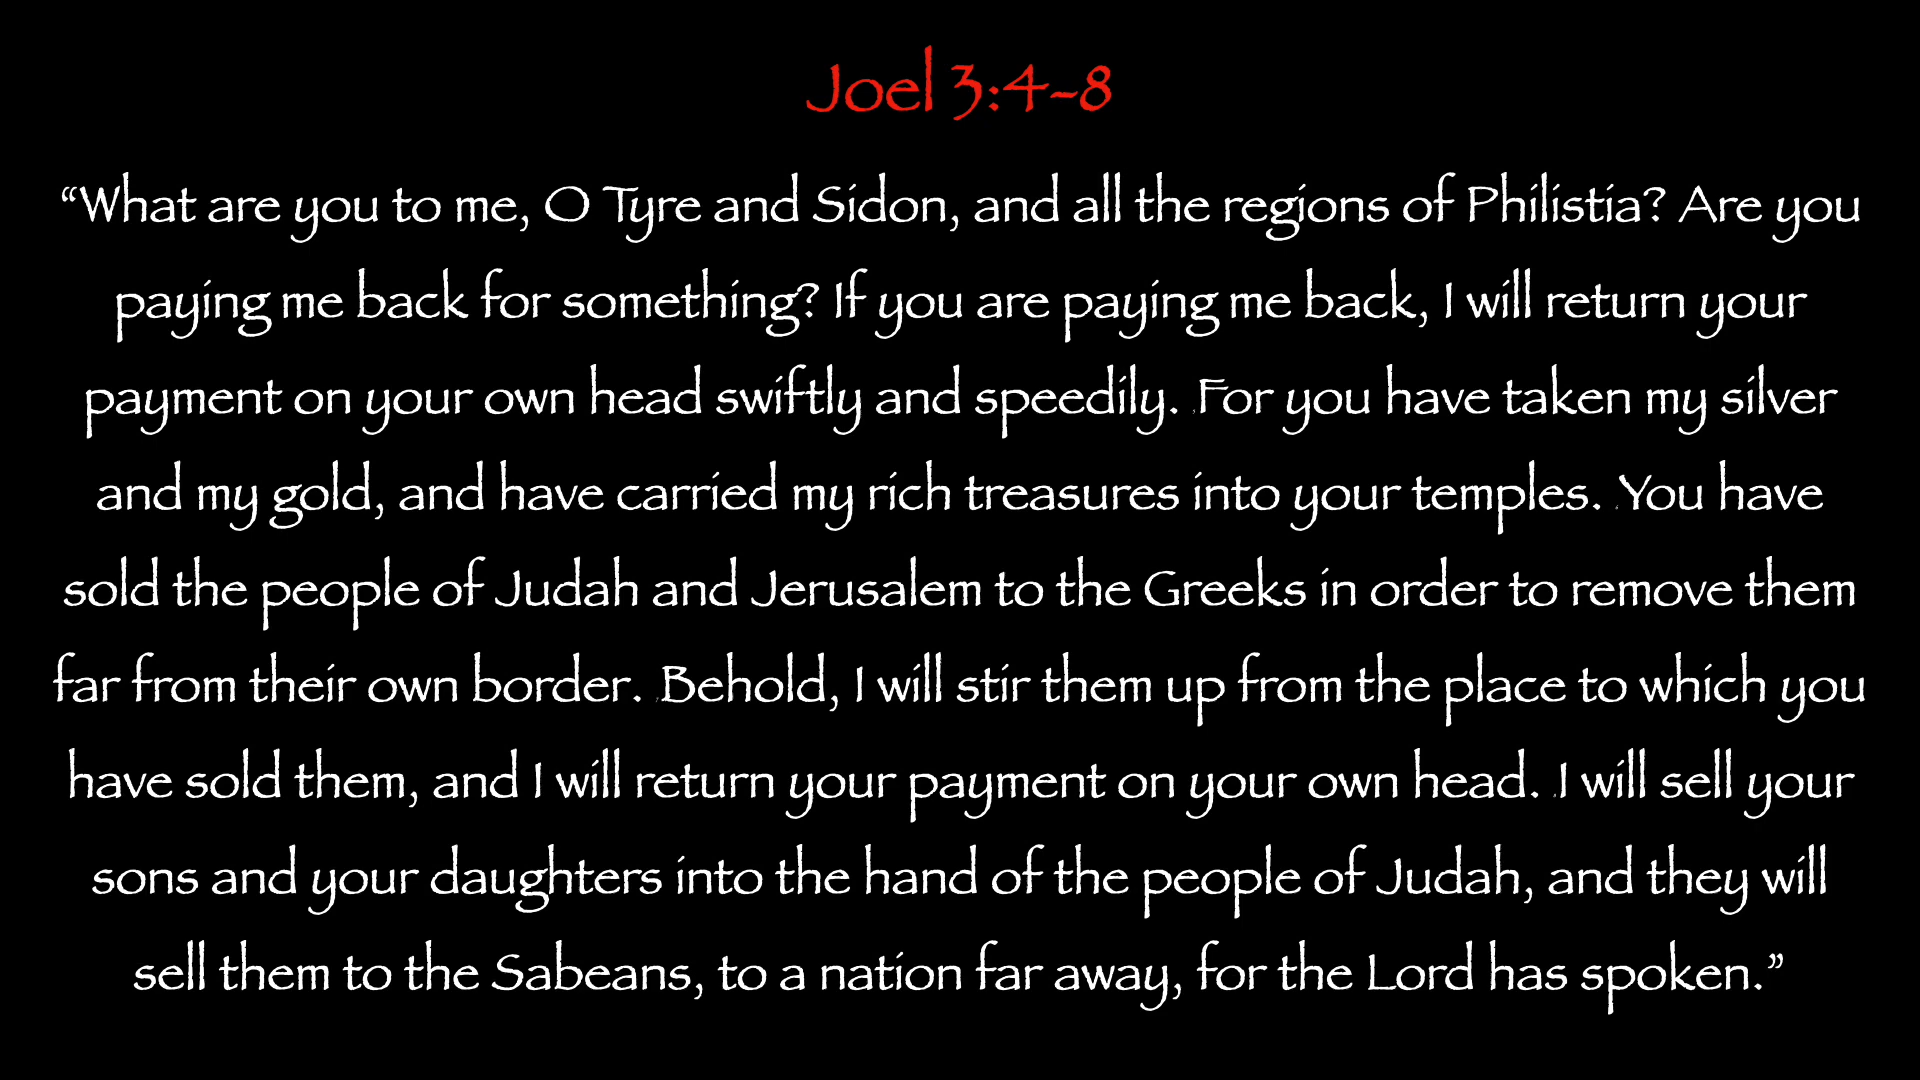 Joel 3:4-8
“What are you to me, O Tyre and Sidon, and all the regions of Philistia? Are you
paying me back for something? If you are paying me back, I will return your
payment on your own head swiftly and speedily. For you have taken my silver
and my gold, and have carried my rich treasures into your temples. You have
sold the people of Judah and Jerusalem to the Greeks in order to remove them
far from their own border. Behold, I will stir them up from the place to which you
have sold them, and I will return your payment on your own head. I will sell your
sons and your daughters into the hand of the people of Judah, and they will
sell them to the Sabeans, to a nation far away, for the Lord has spoken.”